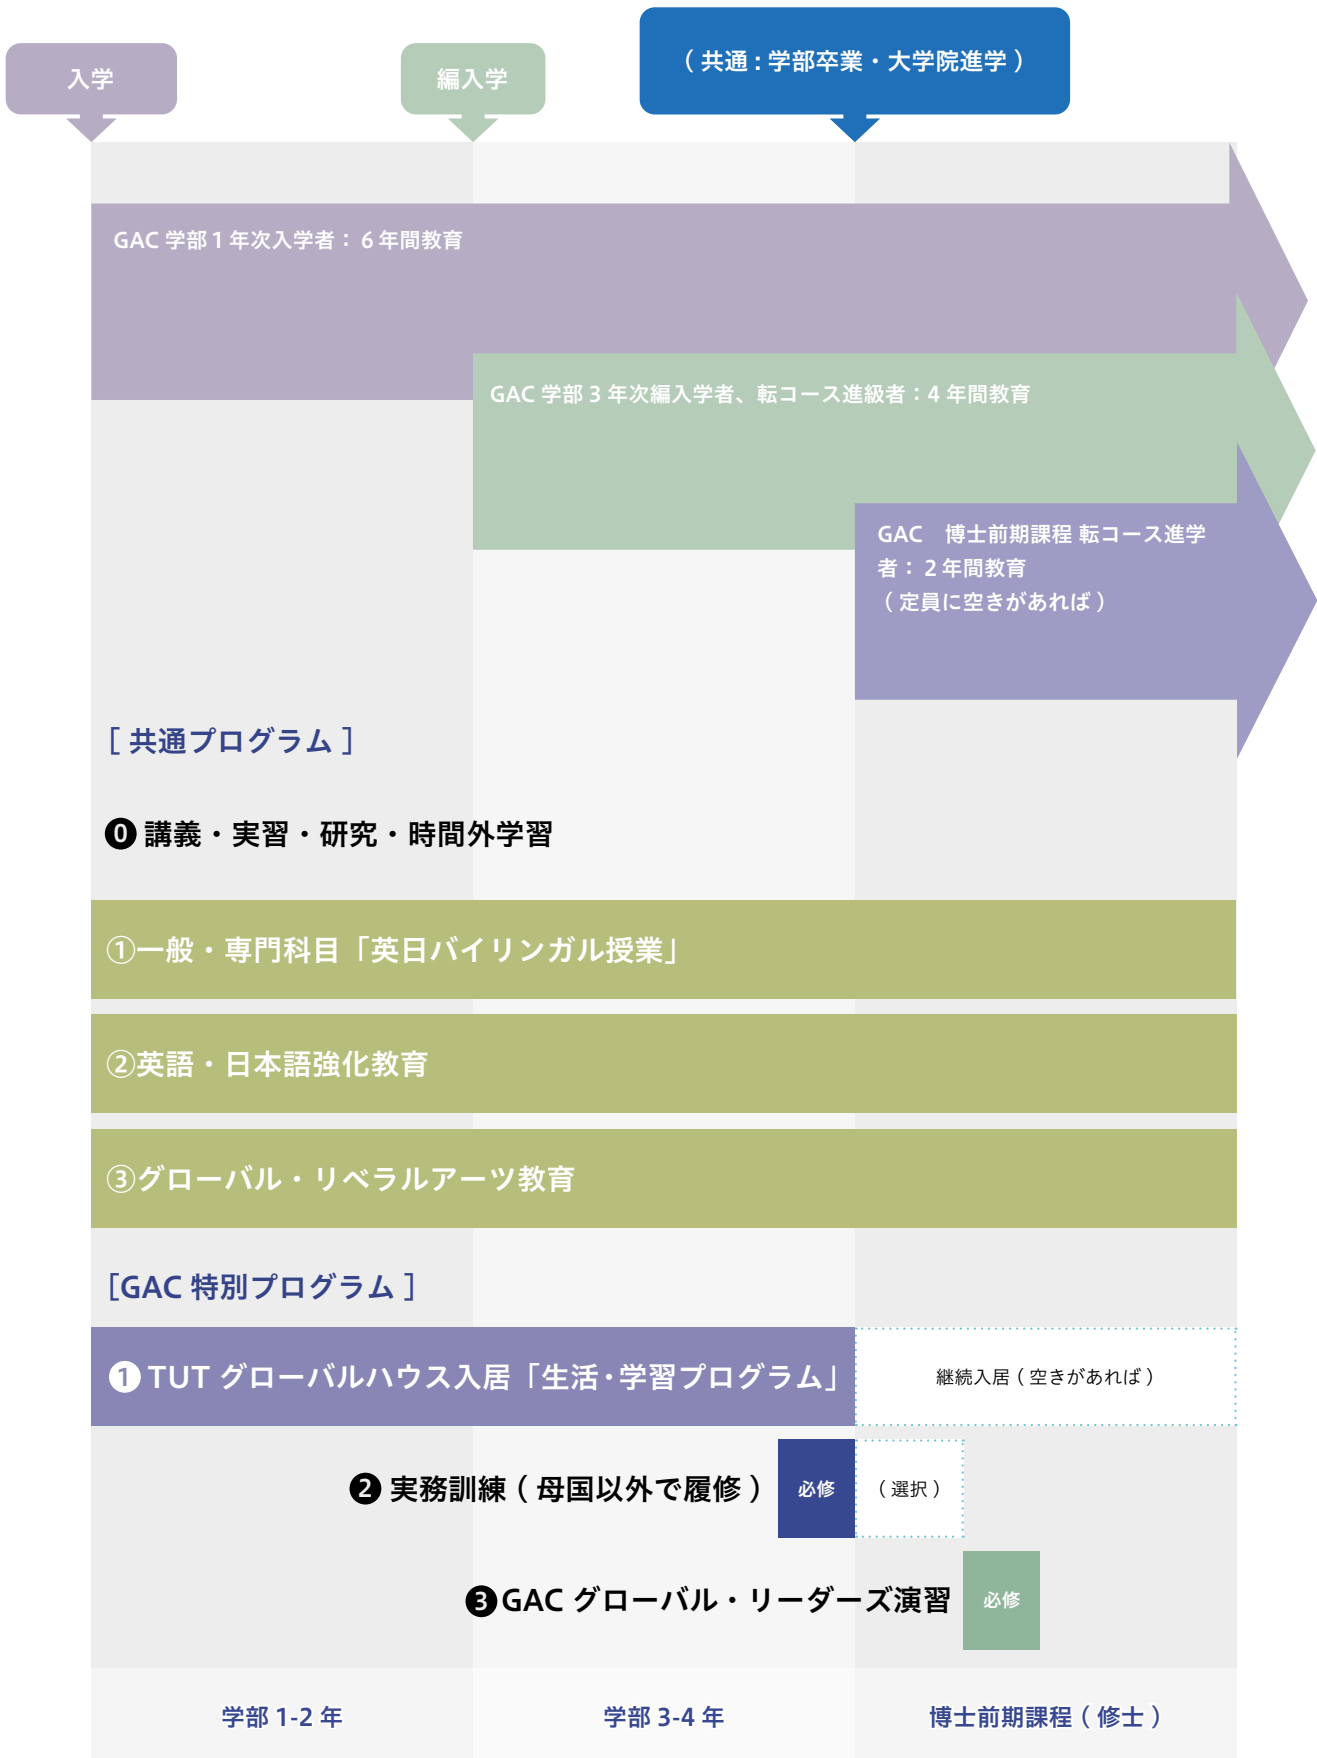 入学
編入学
( 共通 : 学部卒業・大学院進学 )
GAC 学部 1 年次入学者： 6 年間教育
GAC 学部 3 年次編入学者、転コース進級者：4 年間教育
GAC　博士前期課程 転コース進学
者： 2 年間教育
( 定員に空きがあれば )
[ 共通プログラム ]
⓿ 講義・実習・研究・時間外学習
①一般・専門科目「英日バイリンガル授業」
②英語・日本語強化教育
③グローバル・リベラルアーツ教育
[GAC 特別プログラム ]
❶ TUT グローバルハウス入居「生活・学習プログラム」
継続入居 ( 空きがあれば )
❷ 実務訓練 ( 母国以外で履修 )
必修
( 選択 )
❸GAC グローバル・リーダーズ演習
必修
学部 1-2 年
学部 3-4 年
博士前期課程 ( 修士 )